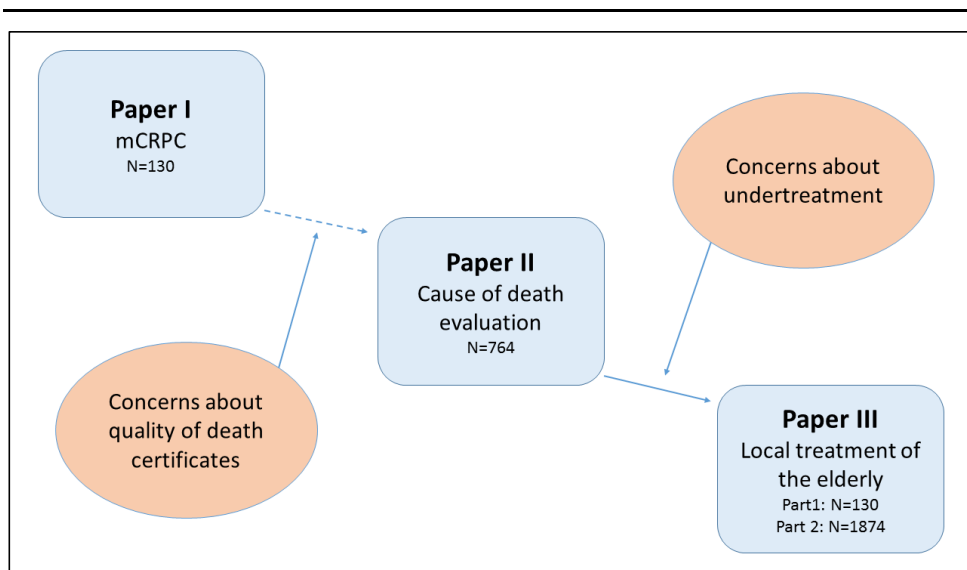 Paper I
mCRPC
N=130
Concerns about
undertreatment
Paper II
Cause of death
evaluation
N=764
Concerns about
quality of death
certificates
Paper III
Local treatment of
the elderly
Part1: N=130
Part 2: N=1874